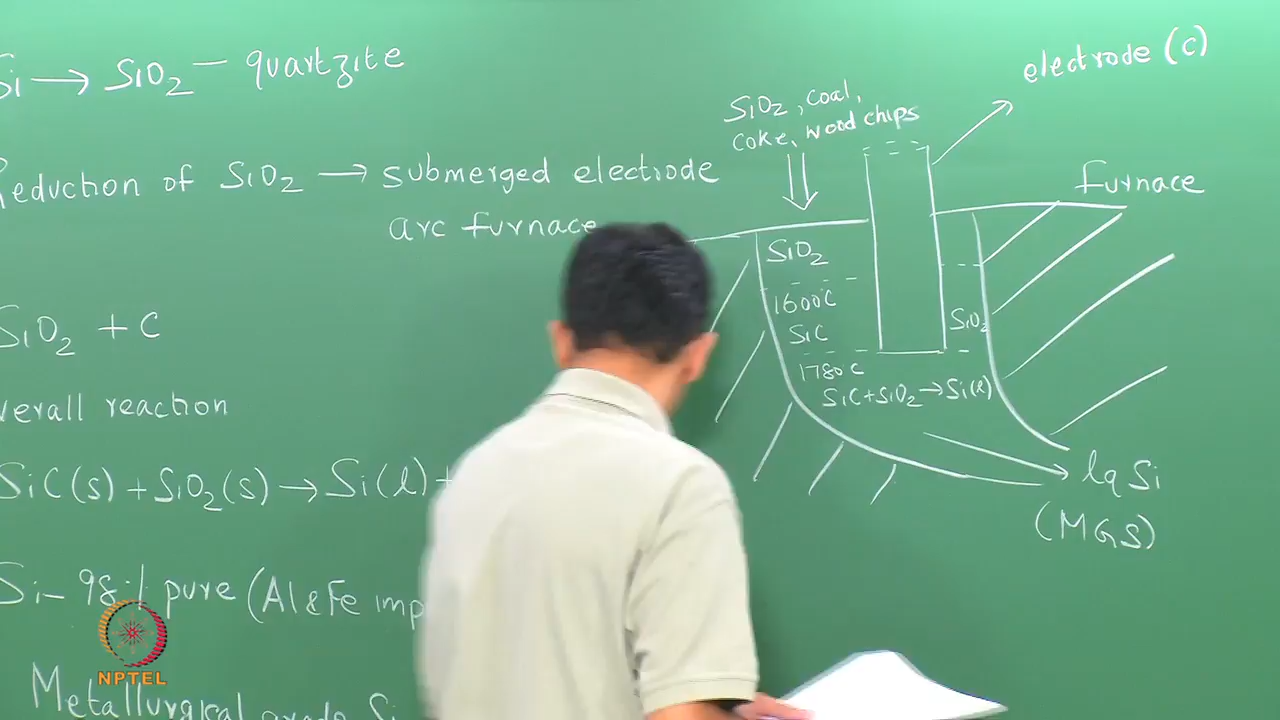 Si → SiO2 – quartzite
Reduction of SiO2 → submerged electrode
arc furnace
SiO2 + C
overall reaction
SiC(s) + SiO2(s) → Si(l) +
Si – 98% pure (Al & Fe imp
Metallurgical grade Si
electrode (C)
SiO2, coal,
coke, wood chips
furnace
SiO2
1600C
SiC
SiO2
1780C
SiC + SiO2 → Si(l)
lq Si
(MGS)
NPTEL